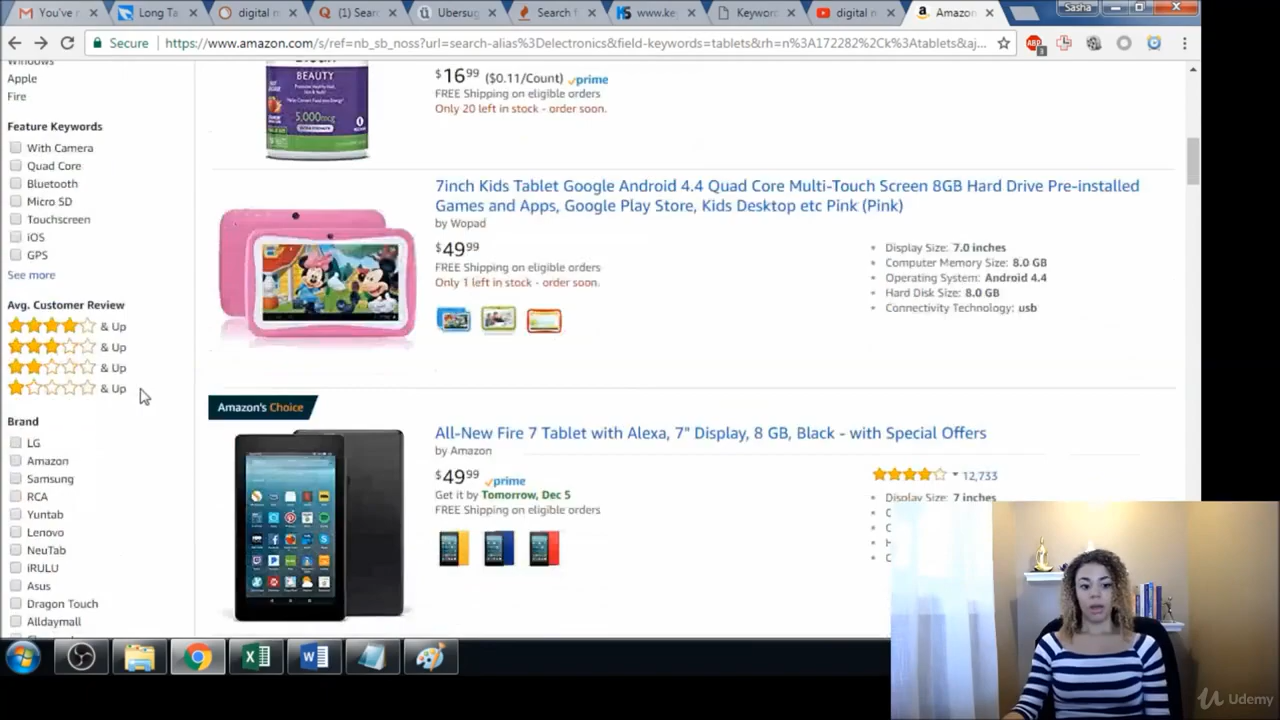 You've r
Long Ta
digital m
(1) Sear
Ubersug
Search f
www.ke
Keyword
digital m
Amazon
Sasha
Secure
https://www.amazon.com/s/ref=nb_sb_noss?url=search-alias%3Delectronics&field-keywords=tablets&rh=n%3A172282%2Ck%3Atablets&aj...
Windows
Apple
Fire
Feature Keywords
With Camera
Quad Core
Bluetooth
Micro SD
Touchscreen
iOS
GPS
See more
Avg. Customer Review
& Up
& Up
& Up
& Up
Brand
LG
Amazon
Samsung
RCA
Yuntab
Lenovo
NeuTab
iRULU
Asus
Dragon Touch
Alldaymall
BEAUTY
5,000mcg
$16 99 ($0.11/Count) prime
FREE Shipping on eligible orders
Only 20 left in stock - order soon.
7inch Kids Tablet Google Android 4.4 Quad Core Multi-Touch Screen 8GB Hard Drive Pre-installed
Games and Apps, Google Play Store, Kids Desktop etc Pink (Pink)
by Wopad
$49 99
FREE Shipping on eligible orders
Only 1 left in stock - order soon.
Display Size: 7.0 inches
Computer Memory Size: 8.0 GB
Operating System: Android 4.4
Hard Disk Size: 8.0 GB
Connectivity Technology: usb
Amazon's Choice
All-New Fire 7 Tablet with Alexa, 7" Display, 8 GB, Black - with Special Offers
by Amazon
$49 99 prime
Get it by Tomorrow, Dec 5
FREE Shipping on eligible orders
12,733
Display Size: 7 inches
Udemy